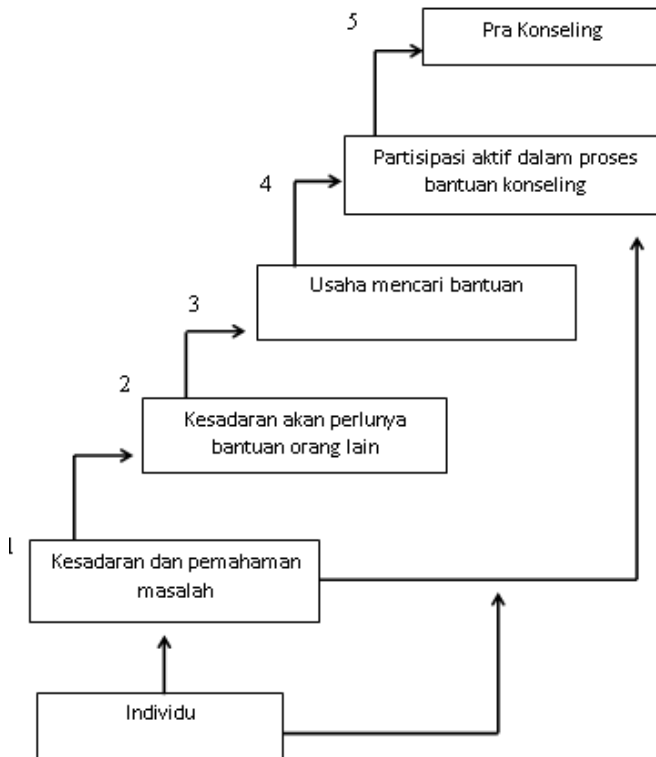 5
Pra Konseling
Partisipasi aktif dalam proses
bantuan konseling
4
Usaha mencari bantuan
3
2
Kesadaran akan perlunya
bantuan orang lain
1
Kesadaran dan pemahaman
masalah
Individu